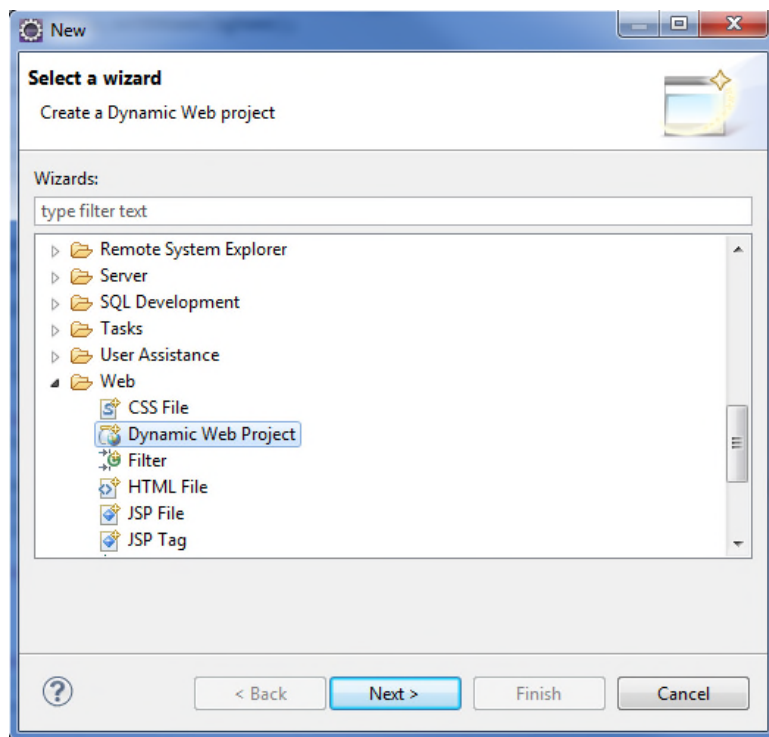 New
Select a wizard
Create a Dynamic Web project
Wizards:
type filter text
Remote System Explorer
Server
SQL Development
Tasks
User Assistance
Web
CSS File
Dynamic Web Project
Filter
HTML File
JSP File
JSP Tag
? < Back Next > Finish Cancel